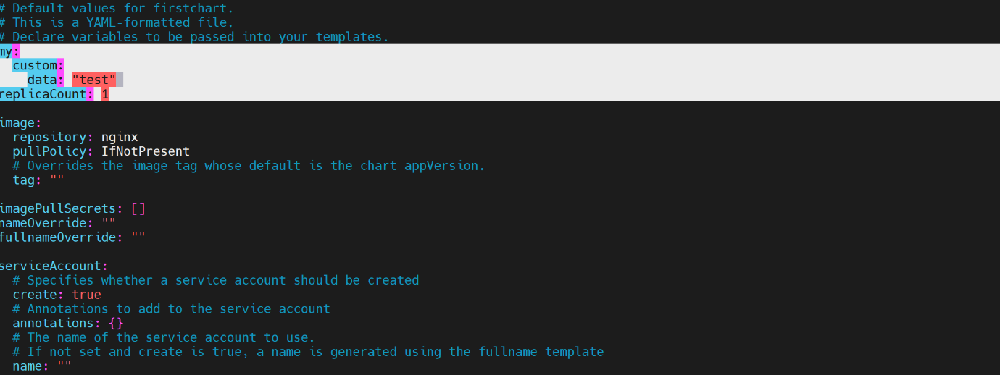 # Default values for firstchart.
# This is a YAML-formatted file.
# Declare variables to be passed into your templates.
my:
  custom:
    data: "test"
replicaCount: 1

image:
  repository: nginx
  pullPolicy: IfNotPresent
  # Overrides the image tag whose default is the chart appVersion.
  tag: ""

imagePullSecrets: []
nameOverride: ""
fullnameOverride: ""

serviceAccount:
  # Specifies whether a service account should be created
  create: true
  # Annotations to add to the service account
  annotations: {}
  # The name of the service account to use.
  # If not set and create is true, a name is generated using the fullname template
  name: ""